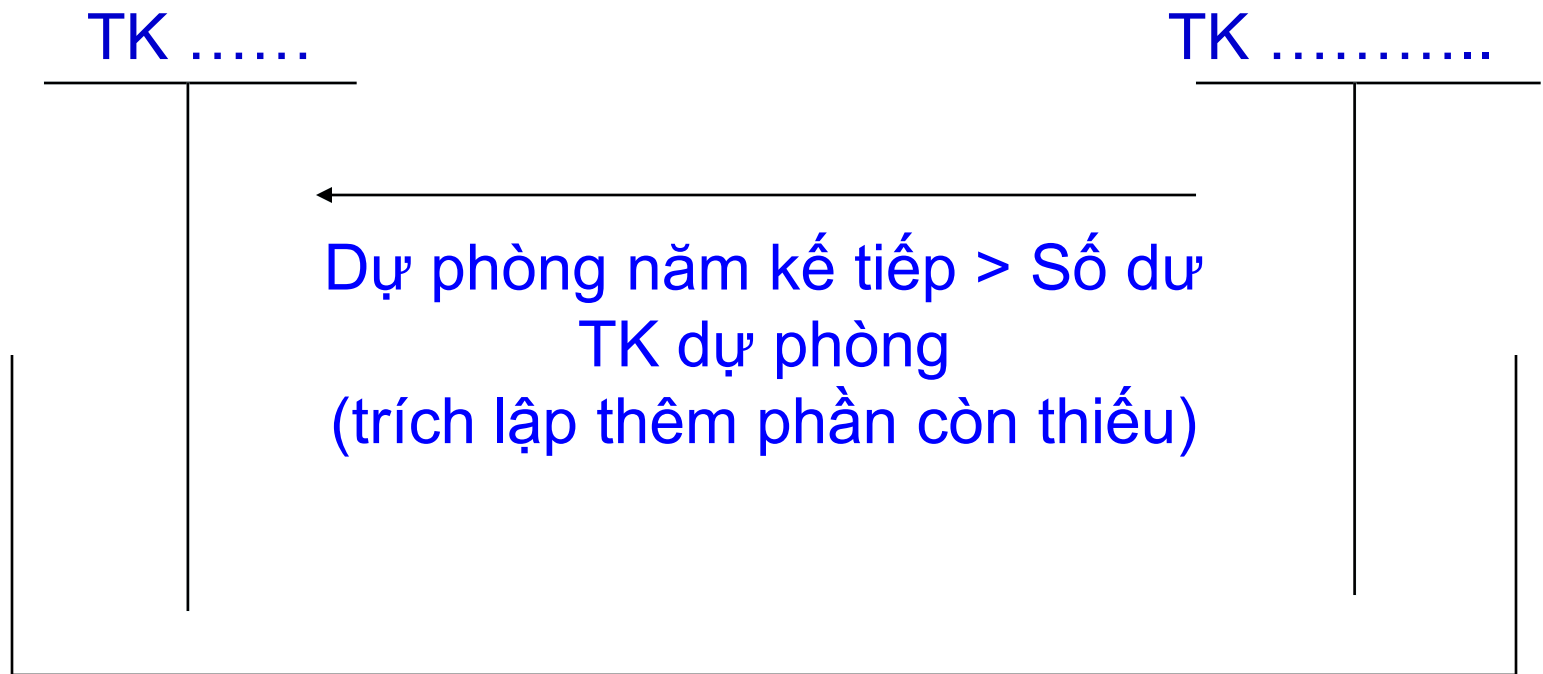 TK ……
TK ………..
Dự phòng năm kế tiếp > Số dư
TK dự phòng
(trích lập thêm phần còn thiếu)